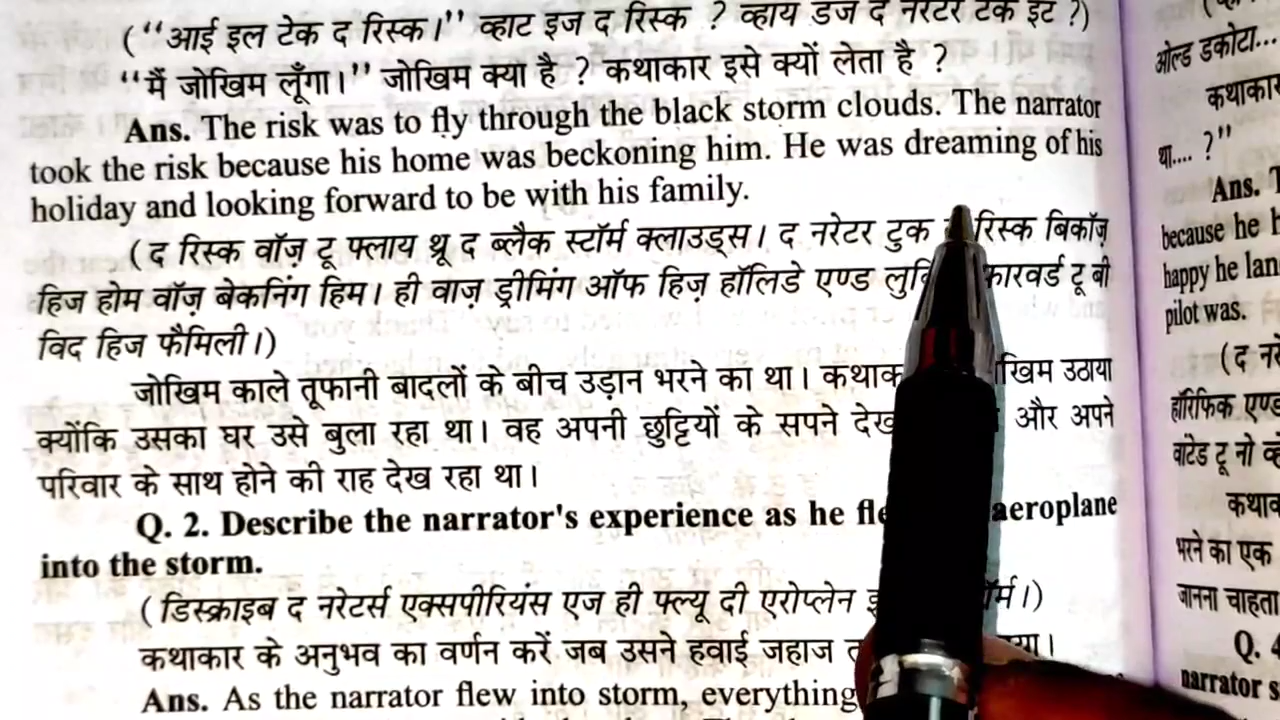 (“आई इल टेक द रिस्क।” व्हाट इज द रिस्क ? व्हाय डज द नरेटर टेक इट ?)
“मैं जोखिम लूँगा।” जोखिम क्या है ? कथाकार इसे क्यों लेता है ?
Ans. The risk was to fly through the black storm clouds. The narrator
took the risk because his home was beckoning him. He was dreaming of his
holiday and looking forward to be with his family.
(द रिस्क वॉज़ टू फ्लाय थ्रू द ब्लैक स्टॉर्म क्लाउड्स। द नरेटर टुक रिस्क बिकॉज़
हिज होम वॉज़ बेकनिंग हिम। ही वाज़ ड्रीमिंग ऑफ हिज़ हॉलिडे एण्ड फारवर्ड टू बी
विद हिज फैमिली।)
जोखिम काले तूफानी बादलों के बीच उड़ान भरने का था। उठाया
क्योंकि उसका घर उसे बुला रहा था। वह अपनी छुट्टियों के सपने और अपने
परिवार के साथ होने की राह देख रहा था।
Q. 2. Describe the narrator's experience as he aeroplane
into the storm.
(डिस्क्राइब द नरेटर्स एक्सपीरियंस एज ही फ्ल्यू दी एरोप्लेन
कथाकार के अनुभव का वर्णन करें जब उसने हवाई जहाज
Ans. As the narrator flew into storm, everything
ओल्ड डकोटा...
कथाकार
था.... ?”
Ans.
because he
happy he
pilot was.
(द
हॉरिफिक
वांटेड टू नो
भरने का एक
जानना चाहता
Q.
narrator